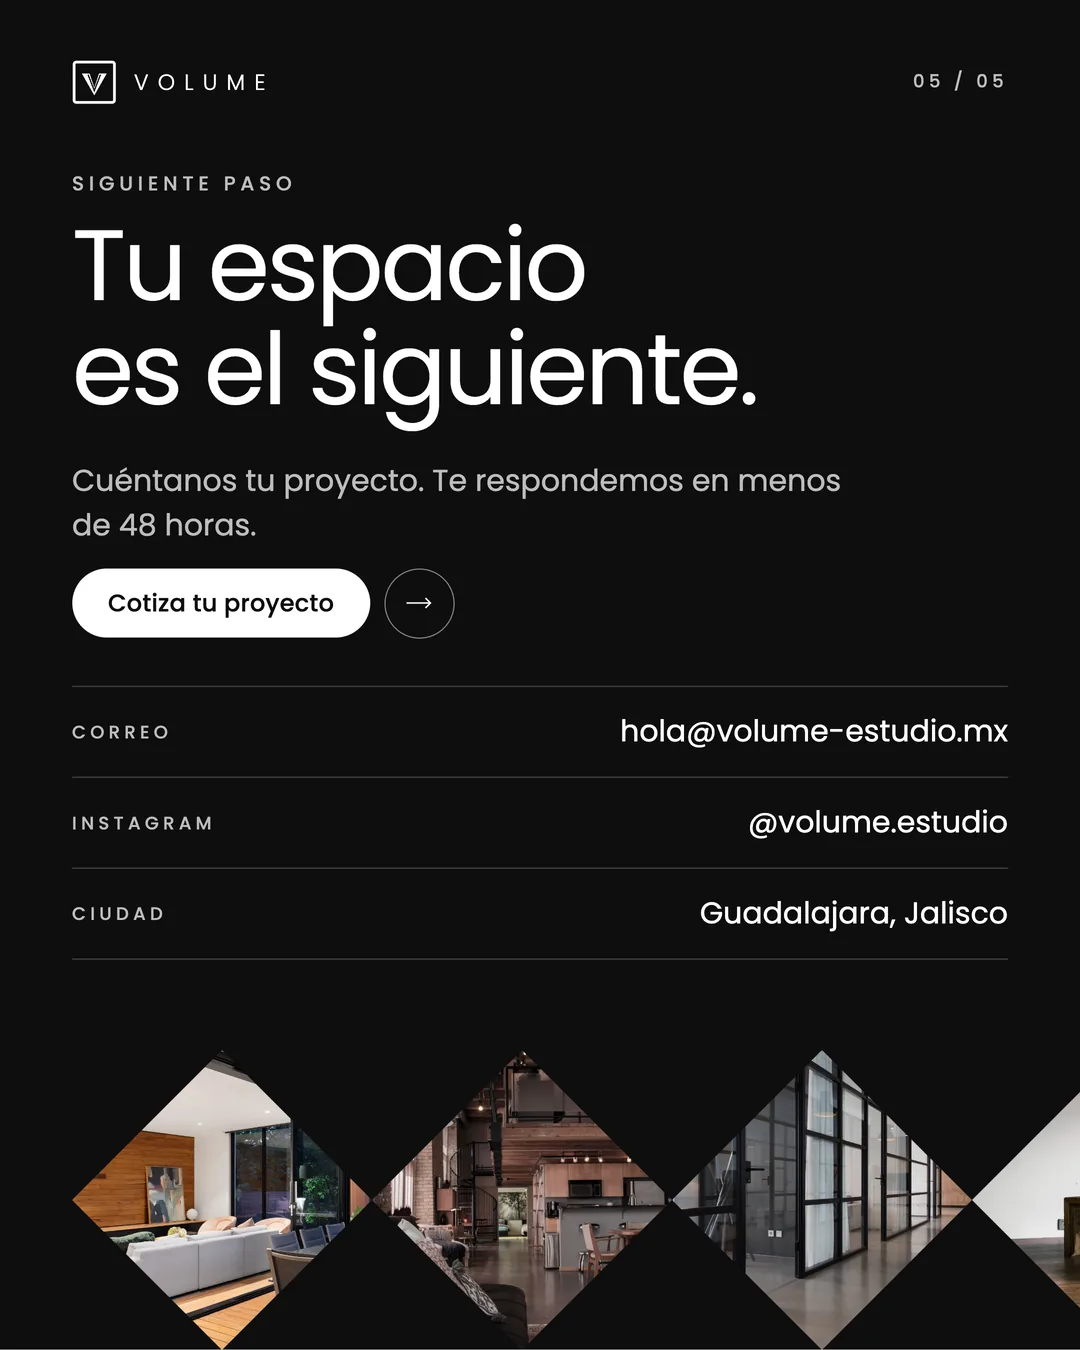 V VOLUME
05 / 05
SIGUIENTE PASO
Tu espacio
es el siguiente.
Cuéntanos tu proyecto. Te respondemos en menos
de 48 horas.
Cotiza tu proyecto →
CORREO hola@volume-estudio.mx
INSTAGRAM @volume.estudio
CIUDAD Guadalajara, Jalisco